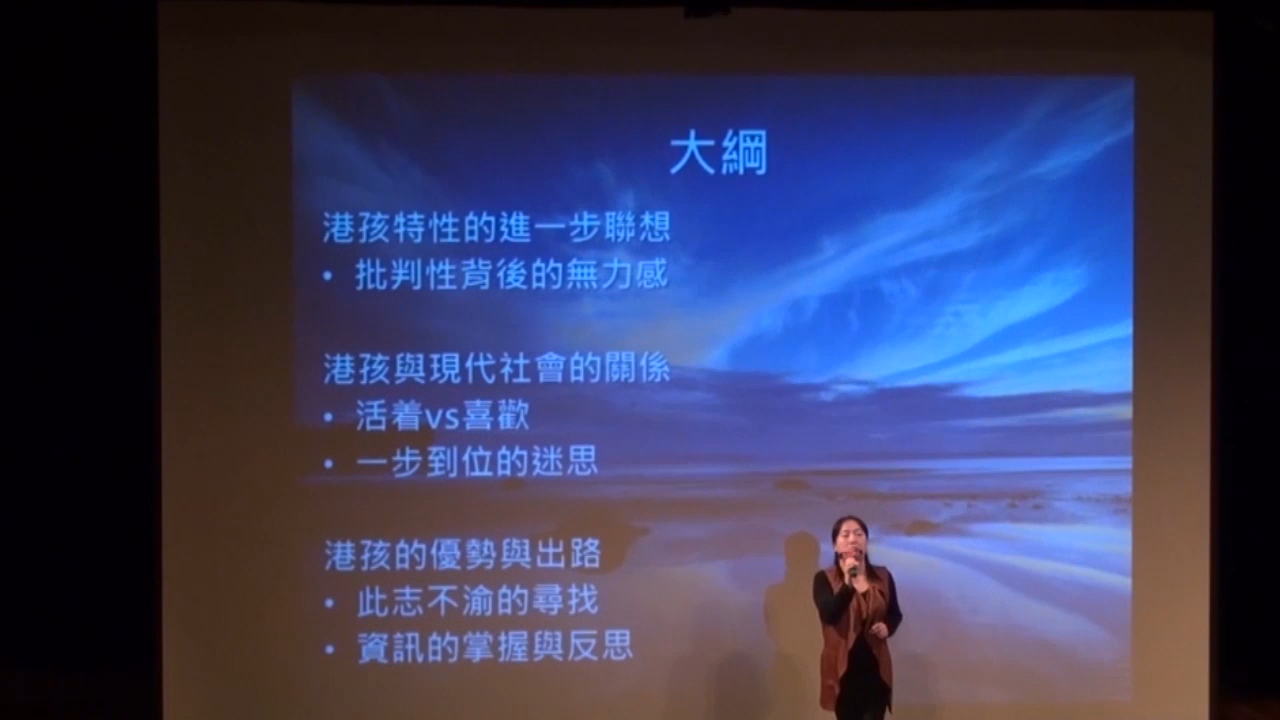 大綱
港孩特性的進一步聯想
• 批判性背後的無力感
港孩與現代社會的關係
• 活着vs喜歡
• 一步到位的迷思
港孩的優勢與出路
• 此志不渝的尋找
• 資訊的掌握與反思